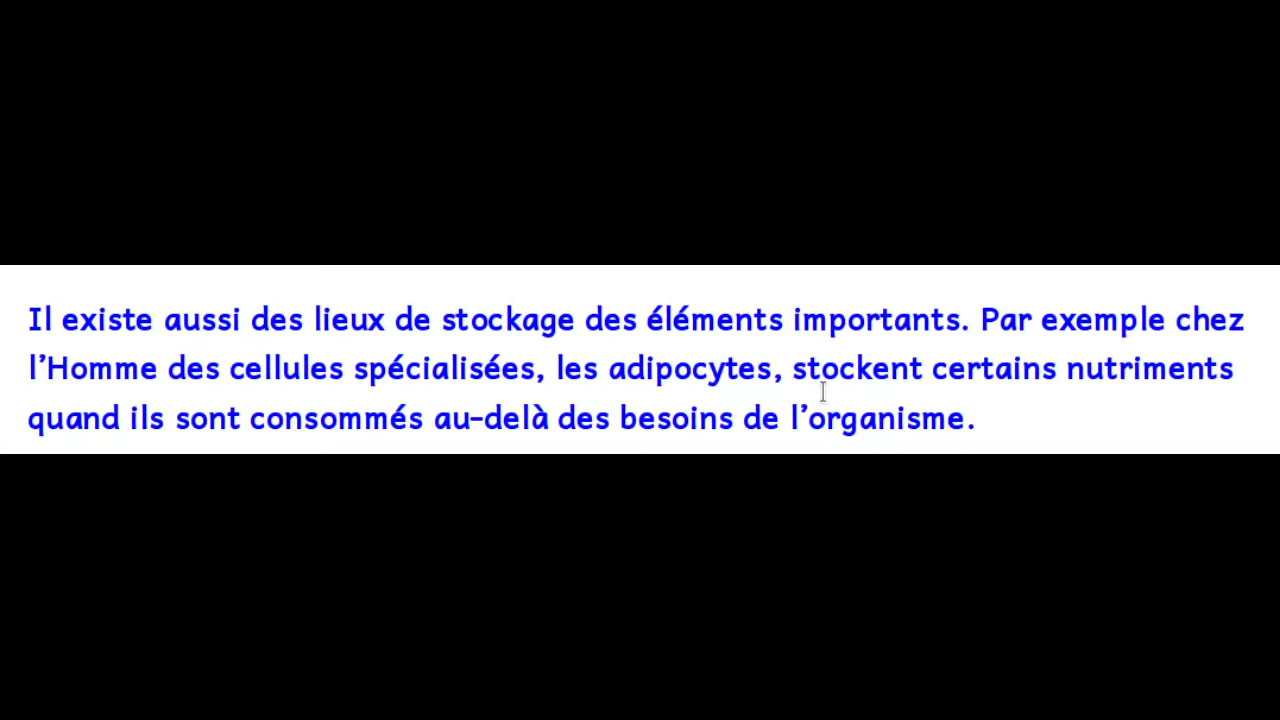 Il existe aussi des lieux de stockage des éléments importants. Par exemple chez
l’Homme des cellules spécialisées, les adipocytes, stockent certains nutriments
quand ils sont consommés au-delà des besoins de l’organisme.